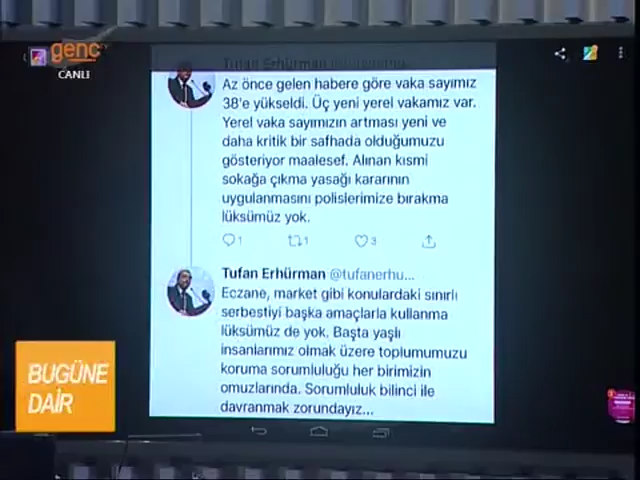 genc
CANLI
Tufan Erhürman
Az önce gelen habere göre vaka sayımız
38'e yükseldi. Üç yeni yerel vakamız var.
Yerel vaka sayımızın artması yeni ve
daha kritik bir safhada olduğumuzu
gösteriyor maalesef. Alınan kısmi
sokağa çıkma yasağı kararının
uygulanmasını polislerimize bırakma
lüksümüz yok.
1 1 3
Tufan Erhürman @tufanerhu...
Eczane, market gibi konulardaki sınırlı
serbestiyi başka amaçlarla kullanma
lüksümüz de yok. Başta yaşlı
insanlarımız olmak üzere toplumumuzu
koruma sorumluluğu her birimizin
omuzlarında. Sorumluluk bilinci ile
davranmak zorundayız...
BUGÜNE
DAİR